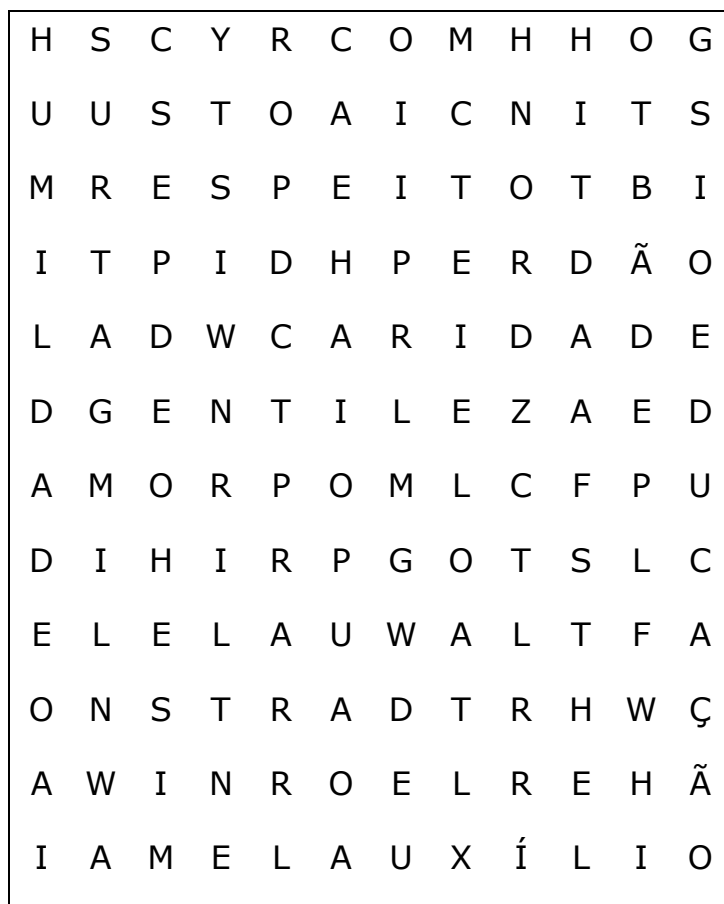 H S C Y R C O M H H O G
U U S T O A I C N I T S
M R E S P E I T O T B I
I T P I D H P E R D Ã O
L A D W C A R I D A D E
D G E N T I L E Z A E D
A M O R P O M L C F P U
D I H I R P G O T S L C
E L E L A U W A L T F A
O N S T R A D T R H W Ç
A W I N R O E L R E H Ã
I A M E L A U X Í L I O